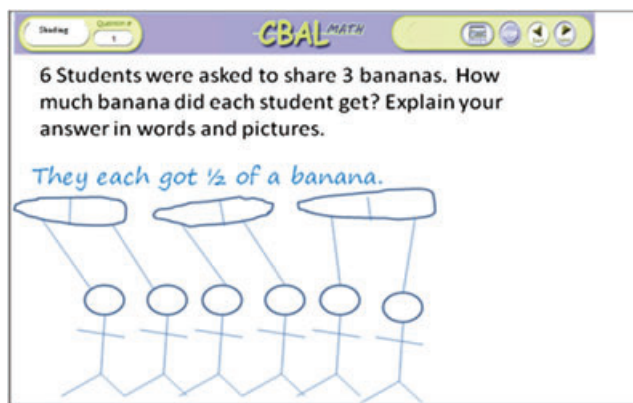 Shading
Question #
1
CBAL MATH
6 Students were asked to share 3 bananas. How
much banana did each student get? Explain your
answer in words and pictures.
They each got ½ of a banana.